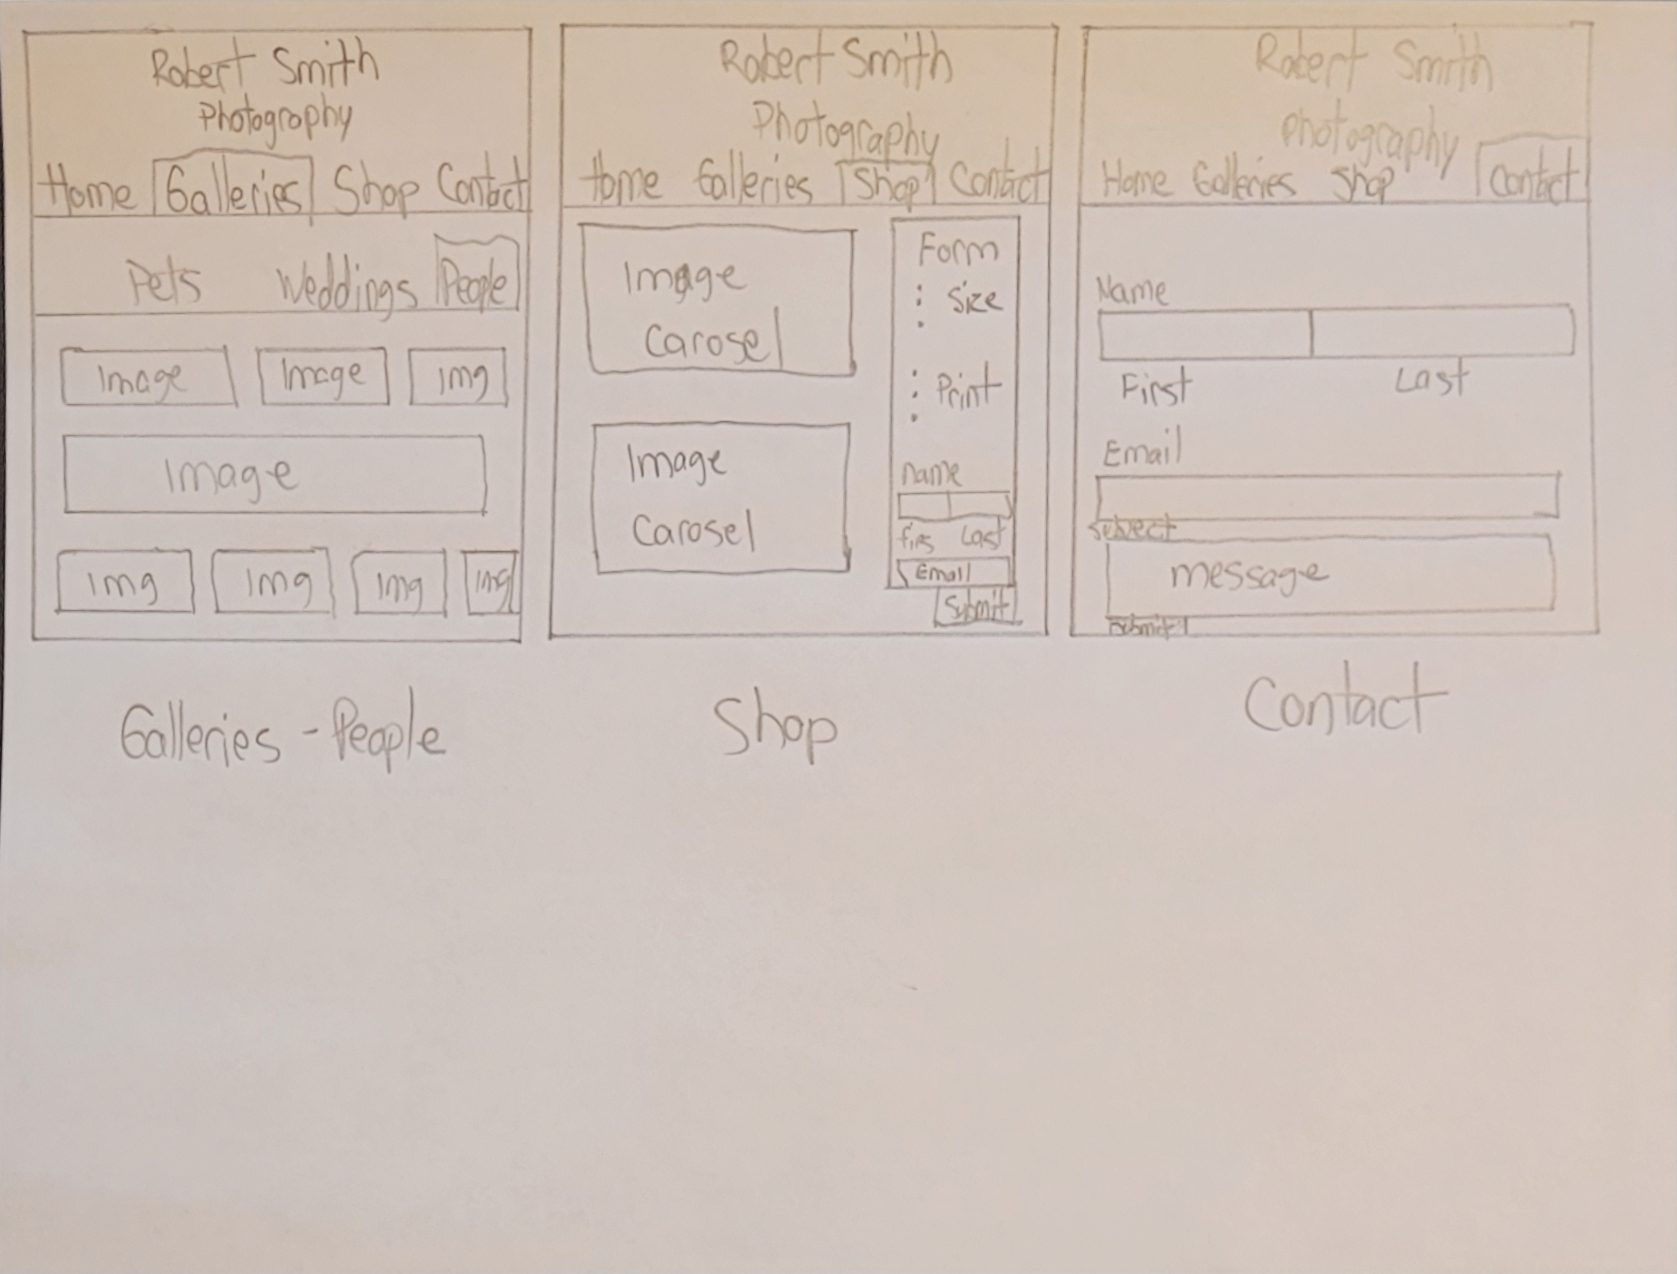 Robert Smith
Photography
Home Galleries Shop Contact
Pets Weddings People
Image Image img
Image
img img img img
Galleries - People
Robert Smith
Photography
Home Galleries Shop Contact
Image
Carosel
Image
Carosel
Form
Size
Print
name
firs Last
Email
Submit
Shop
Robert Smith
photography
Home Galleries Shop Contact
Name
First Last
Email
Subject
message
Submit
Contact